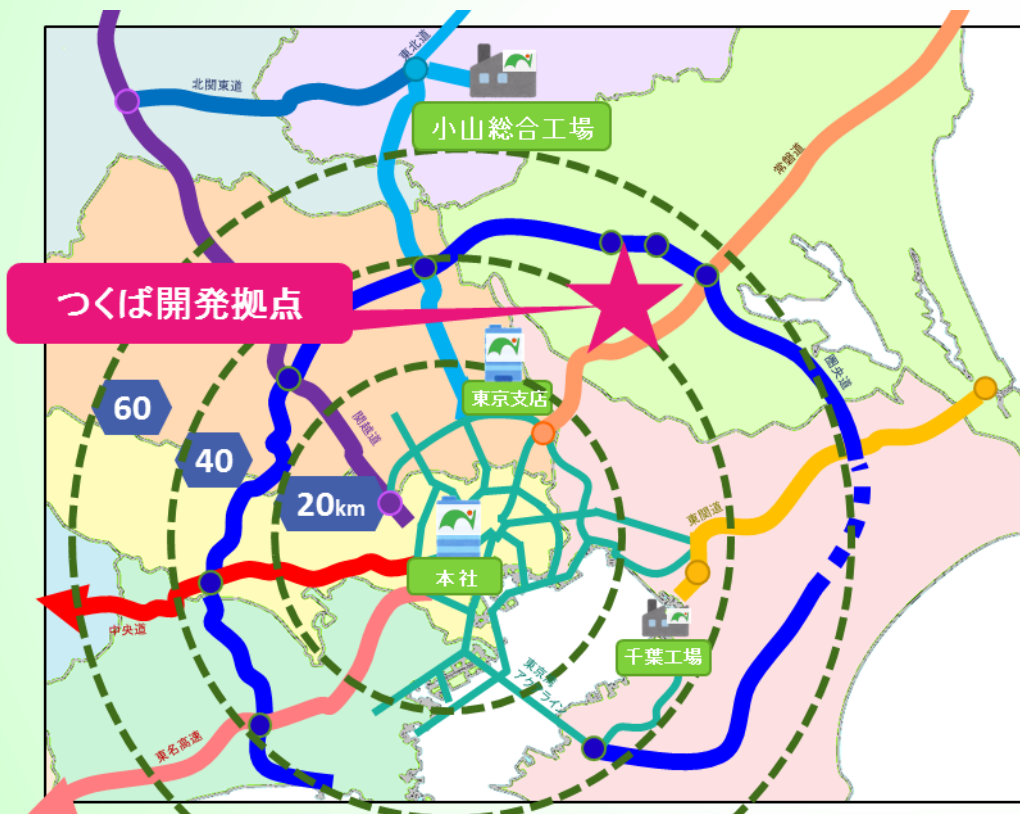 東北道
北関東道
小山総合工場
常磐道
つくば開発拠点
圏央道
東京支店
60
関越道
40
20km
東関道
本社
中央道
千葉工場
東京湾
アクアライン
東名高速